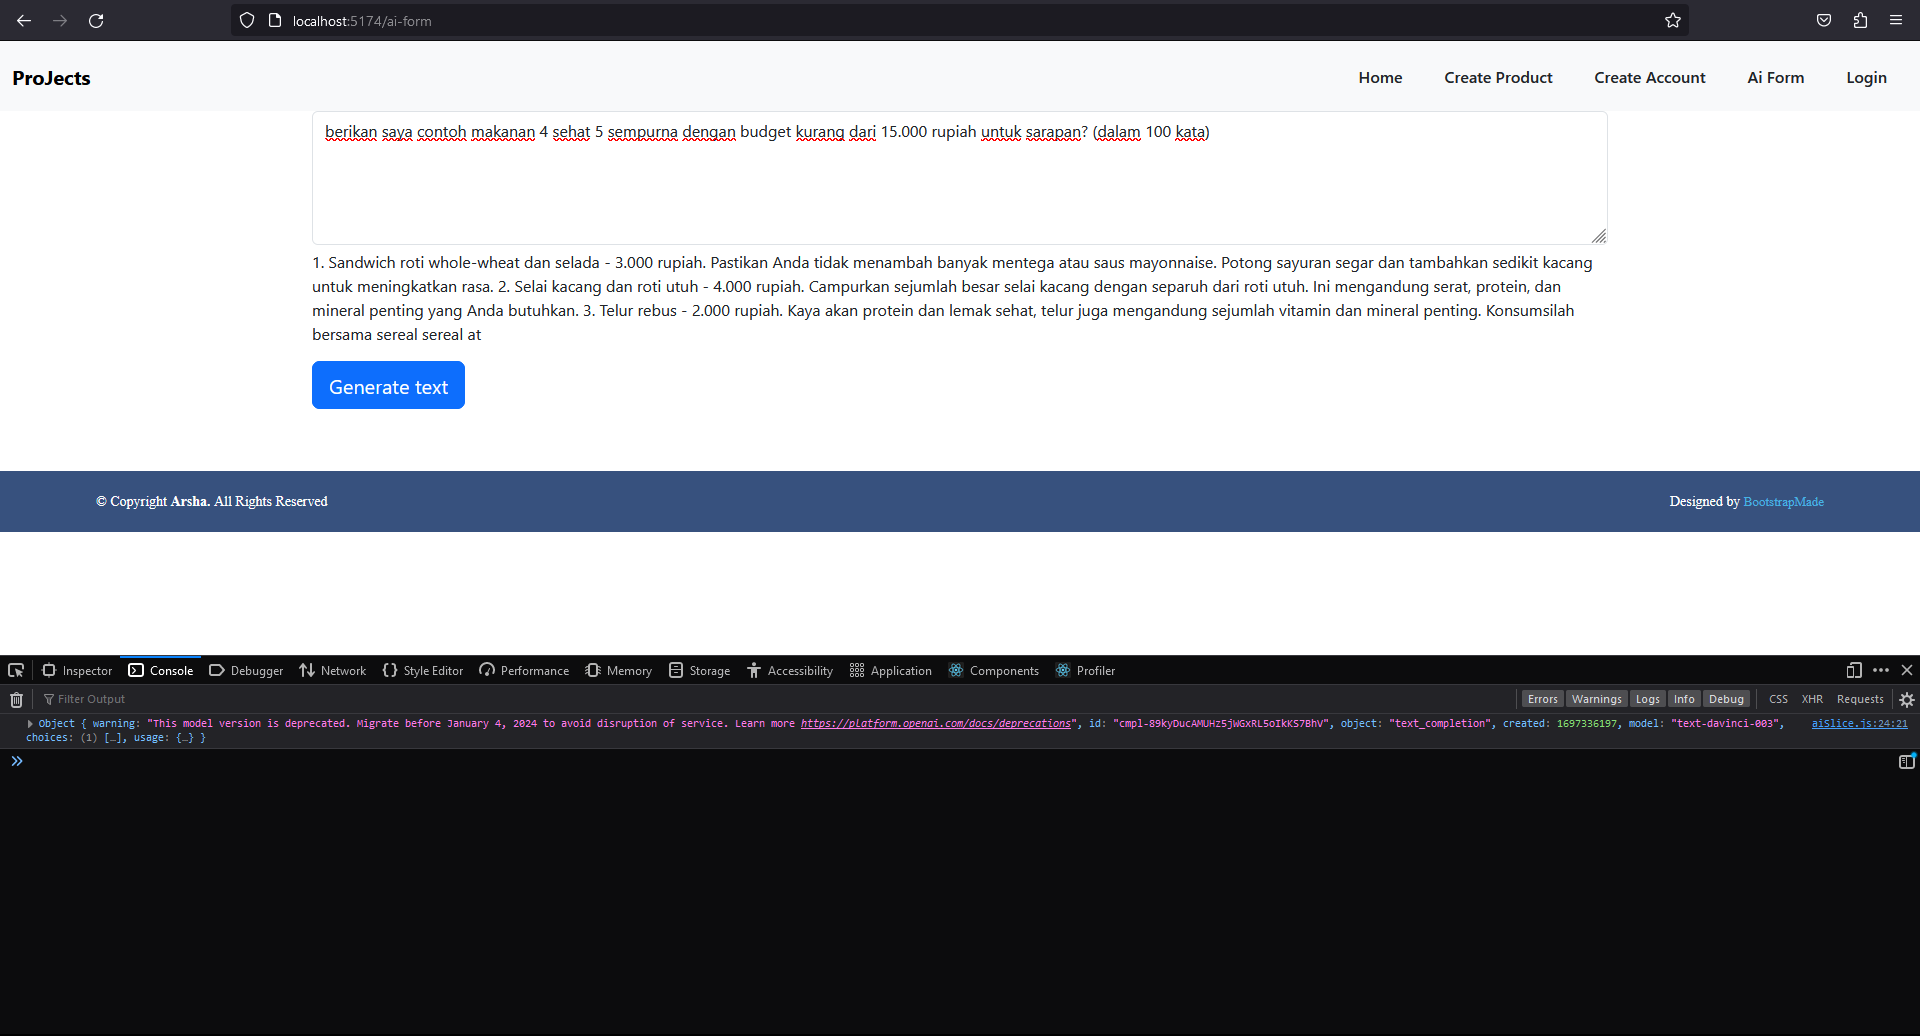 localhost:5174/ai-form
ProJects
Home Create Product Create Account Ai Form Login
berikan saya contoh makanan 4 sehat 5 sempurna dengan budget kurang dari 15.000 rupiah untuk sarapan? (dalam 100 kata)
1. Sandwich roti whole-wheat dan selada - 3.000 rupiah. Pastikan Anda tidak menambah banyak mentega atau saus mayonnaise. Potong sayuran segar dan tambahkan sedikit kacang
untuk meningkatkan rasa. 2. Selai kacang dan roti utuh - 4.000 rupiah. Campurkan sejumlah besar selai kacang dengan separuh dari roti utuh. Ini mengandung serat, protein, dan
mineral penting yang Anda butuhkan. 3. Telur rebus - 2.000 rupiah. Kaya akan protein dan lemak sehat, telur juga mengandung sejumlah vitamin dan mineral penting. Konsumsilah
bersama sereal sereal at
Generate text
© Copyright Arsha. All Rights Reserved
Designed by BootstrapMade
Inspector Console Debugger Network Style Editor Performance Memory Storage Accessibility Application Components Profiler
Filter Output
Errors Warnings Logs Info Debug CSS XHR Requests
Object { warning: "This model version is deprecated. Migrate before January 4, 2024 to avoid disruption of service. Learn more https://platform.openai.com/docs/deprecations", id: "cmpl-89kyDucAMUHz5jWGxRL5oIkKS7BhV", object: "text_completion", created: 1697336197, model: "text-davinci-003", aiSlice.js:24:21
choices: (1) […], usage: {…} }